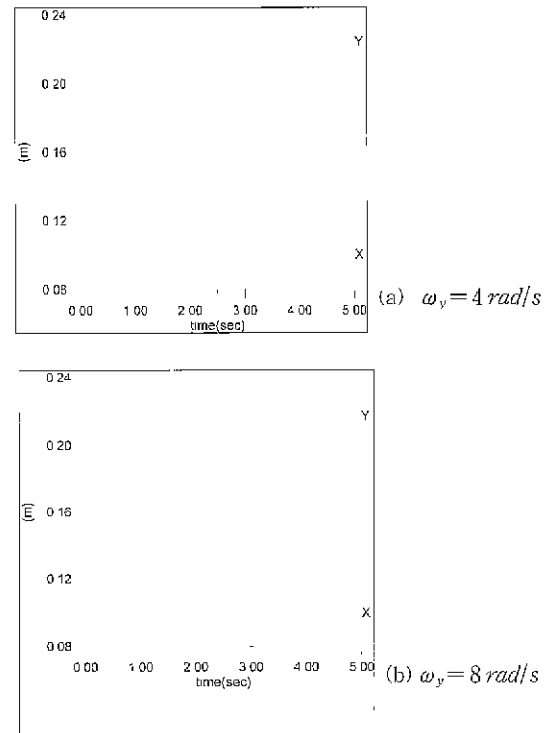 0 24
Y
0 20
0 16
(m)
0 12
X
0 08
0 00 1 00 2 00 3 00 4 00 5 00
time(sec)
(a) ω_y = 4 rad/s
0 24
Y
0 20
(m)
0 16
0 12
X
0 08
0 00 1 00 2 00 3 00 4 00 5 00
time(sec)
(b) ω_y = 8 rad/s